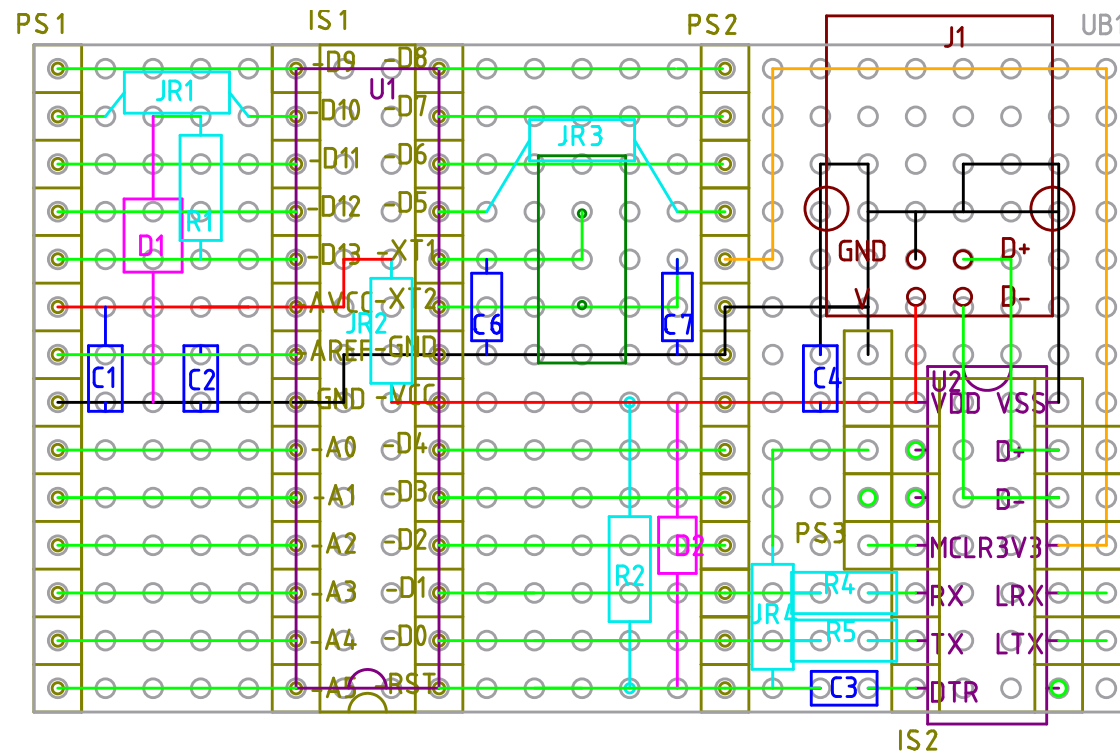 PS1
IS1
PS2
J1
UB1
-D9 -D8
JR1
U1
-D10 -D7
JR3
-D11 -D6
-D12 -D5
R1
D1
-D13 -XT1
GND D+
AVCC -XT2
V D-
JR2
C6 C7
-AREF -GND
C1 C2
C4
U2
GND -VCC
VDD VSS
-A0 -D4
D+
-A1 -D3
D-
PS3
-A2 -D2
D2
MCLR 3V3
R2
R4
-A3 -D1
RX LRX
JR4
R5
-A4 -D0
TX LTX
-A5 -RST
C3
DTR
IS2